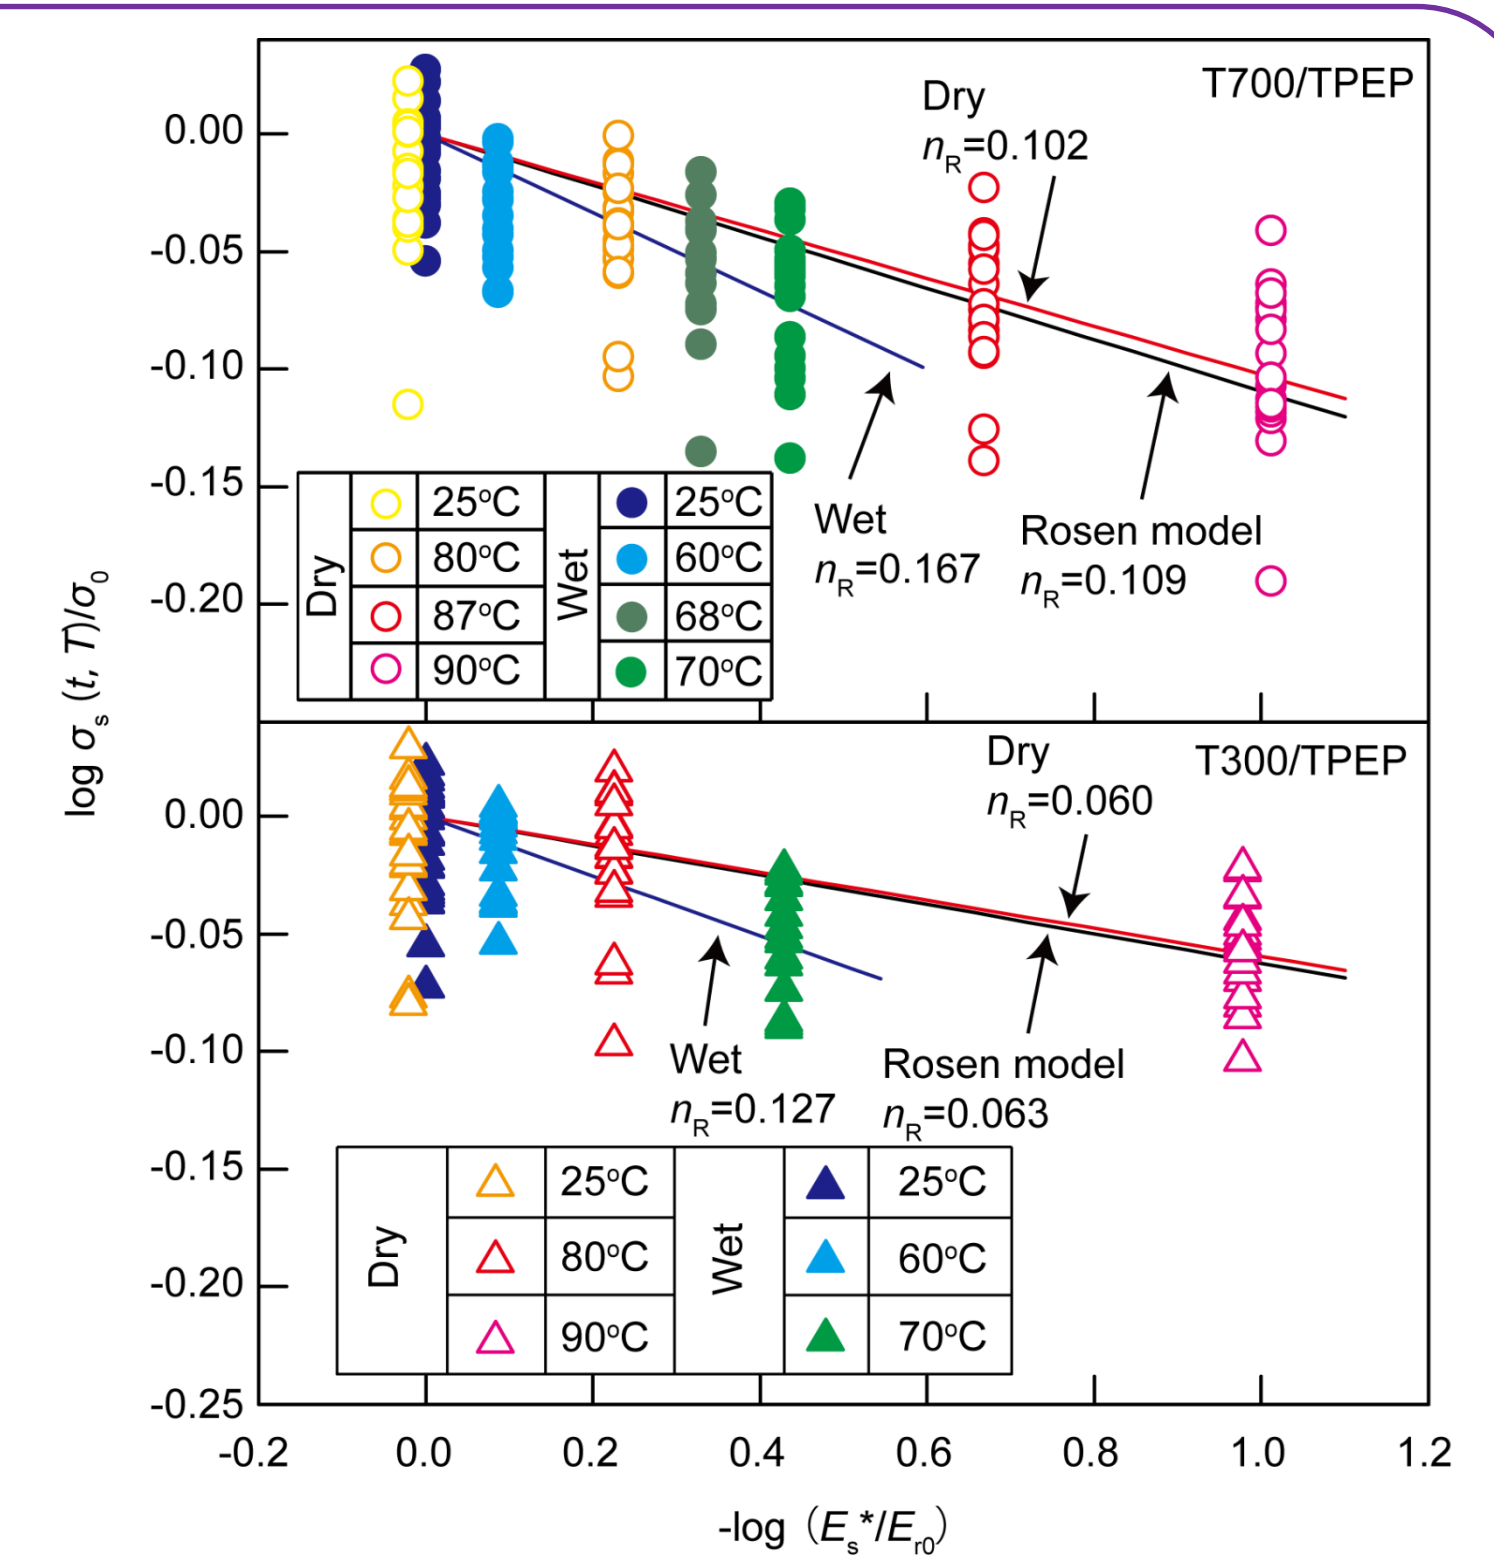 T700/TPEP
Dry
nR=0.102
0.00
-0.05
-0.10
-0.15
-0.20
Wet
nR=0.167
Rosen model
nR=0.109
Dry
25°C
80°C
87°C
90°C
Wet
25°C
60°C
68°C
70°C
log σs (t, T)/σ0
T300/TPEP
Dry
nR=0.060
0.00
-0.05
-0.10
-0.15
-0.20
-0.25
Wet
nR=0.127
Rosen model
nR=0.063
Dry
25°C
80°C
90°C
Wet
25°C
60°C
70°C
-0.2 0.0 0.2 0.4 0.6 0.8 1.0 1.2
-log (Es*/Er0)